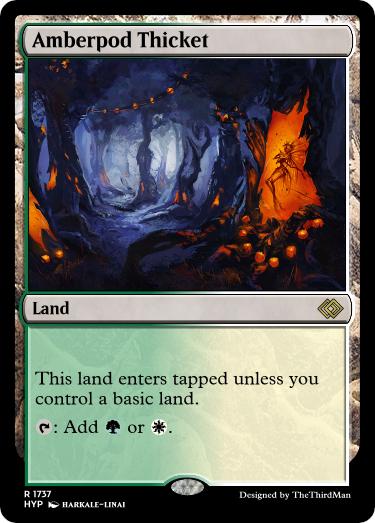 Amberpod Thicket
Land
This land enters tapped unless you
control a basic land.
: Add or .
R 1737
HYP HARKALE-LINAI
Designed by TheThirdMan